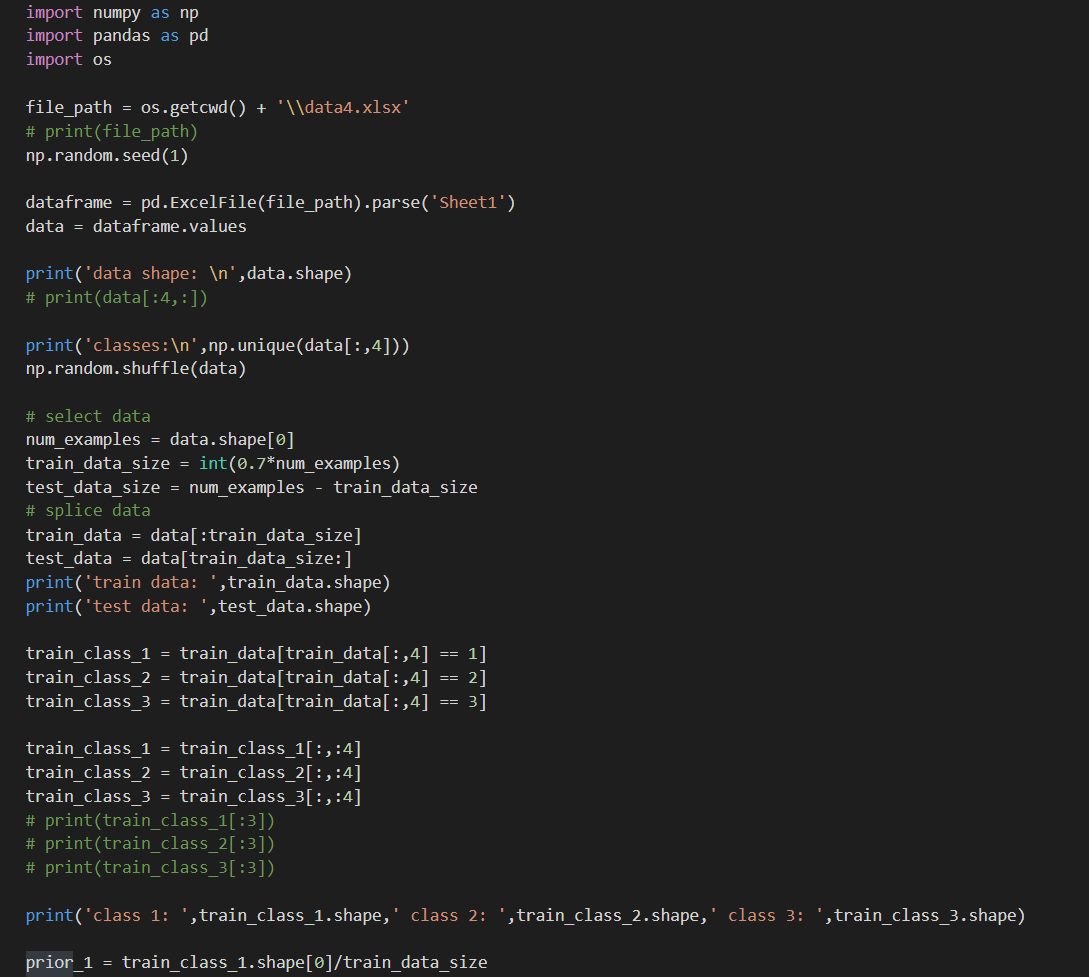 import numpy as np
import pandas as pd
import os
file_path = os.getcwd() + '\\data4.xlsx'
# print(file_path)
np.random.seed(1)
dataframe = pd.ExcelFile(file_path).parse('Sheet1')
data = dataframe.values
print('data shape: \n',data.shape)
# print(data[:4,:])
print('classes:\n',np.unique(data[:,4]))
np.random.shuffle(data)
# select data
num_examples = data.shape[0]
train_data_size = int(0.7*num_examples)
test_data_size = num_examples - train_data_size
# splice data
train_data = data[:train_data_size]
test_data = data[train_data_size:]
print('train data: ',train_data.shape)
print('test data: ',test_data.shape)
train_class_1 = train_data[train_data[:,4] == 1]
train_class_2 = train_data[train_data[:,4] == 2]
train_class_3 = train_data[train_data[:,4] == 3]
train_class_1 = train_class_1[:,:4]
train_class_2 = train_class_2[:,:4]
train_class_3 = train_class_3[:,:4]
# print(train_class_1[:3])
# print(train_class_2[:3])
# print(train_class_3[:3])
print('class 1: ',train_class_1.shape,' class 2: ',train_class_2.shape,' class 3: ',train_class_3.shape)
prior_1 = train_class_1.shape[0]/train_data_size